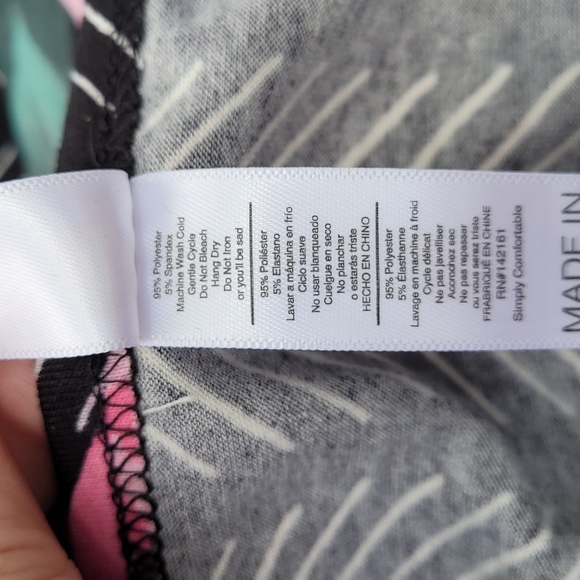 95% Polyester
5% Spandex
Machine Wash Cold
Gentle Cycle
Do Not Bleach
Hang Dry
Do Not Iron
or you'll be sad
95% Poliéster
5% Elastano
Lavar a máquina en frio
Ciclo suave
No usar blanqueado
Cuelgue en seco
No planchar
o estarás triste
HECHO EN CHINO
95% Polyester
5% Élasthanne
Lavage en machine à froid
Cycle délicat
Ne pas javelliser
Accrochez sec
Ne pas repasser
ou vous serez triste
FRABRIQUÉ EN CHINE
RN#142161
Simply Comfortable
MADE IN